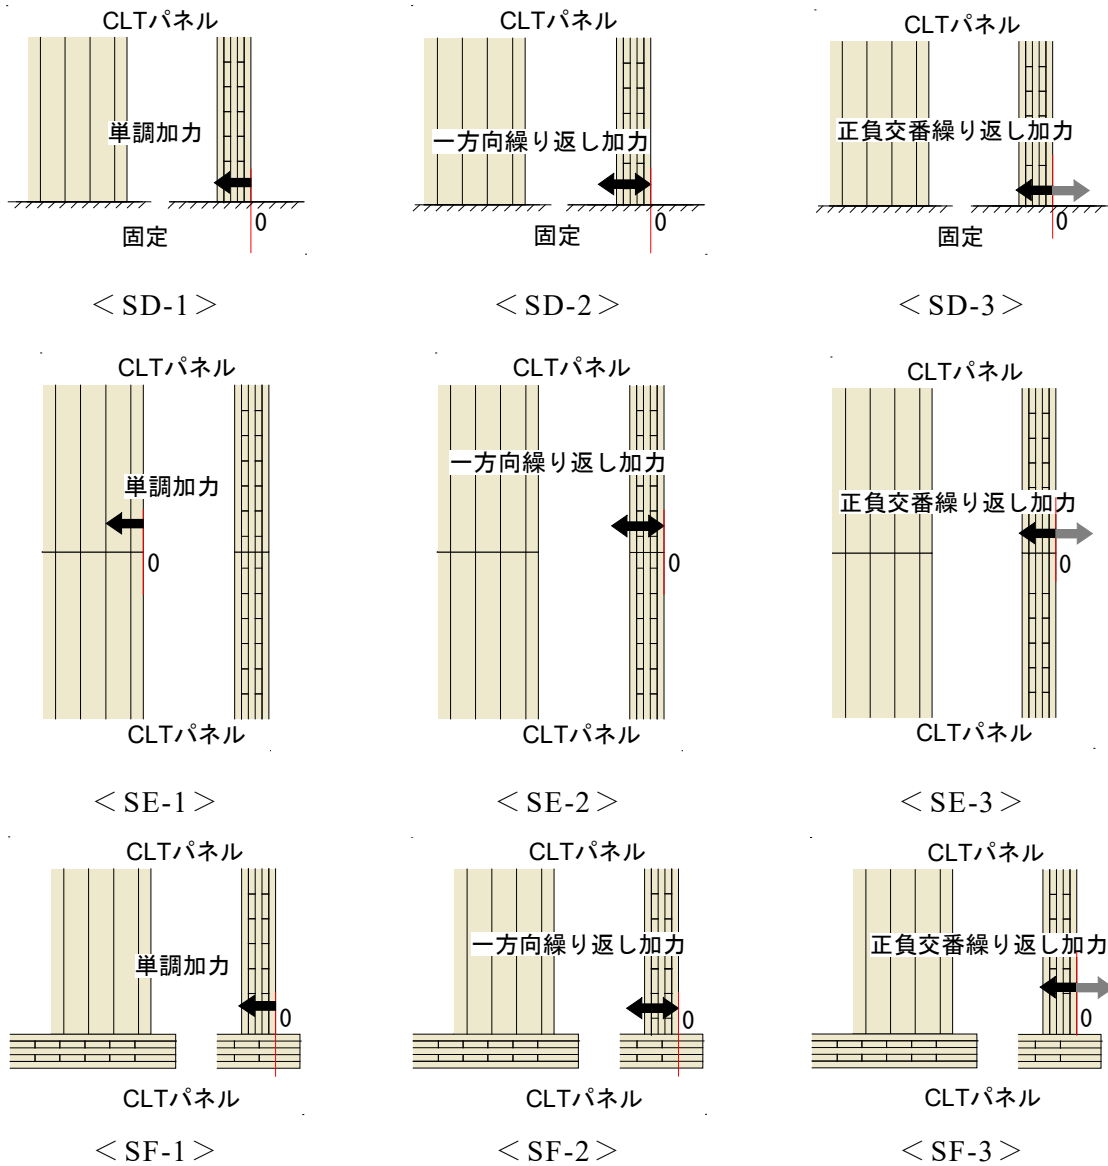 CLTパネル
単調加力
0
固定
＜SD-1＞
CLTパネル
一方向繰り返し加力
0
固定
＜SD-2＞
CLTパネル
正負交番繰り返し加力
0
固定
＜SD-3＞
CLTパネル
単調加力
0
CLTパネル
＜SE-1＞
CLTパネル
一方向繰り返し加力
0
CLTパネル
＜SE-2＞
CLTパネル
正負交番繰り返し加力
0
CLTパネル
＜SE-3＞
CLTパネル
単調加力
0
CLTパネル
＜SF-1＞
CLTパネル
一方向繰り返し加力
0
CLTパネル
＜SF-2＞
CLTパネル
正負交番繰り返し加力
0
CLTパネル
＜SF-3＞